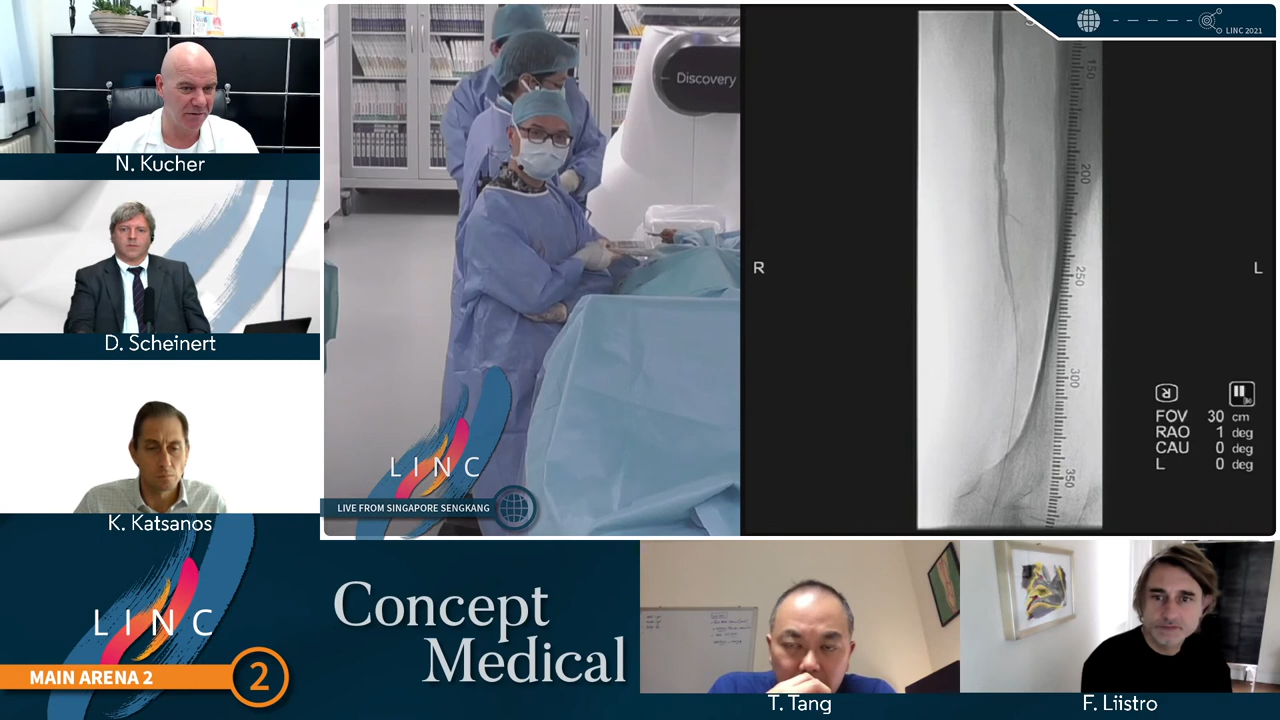 N. Kucher
D. Scheinert
K. Katsanos
LINC
MAIN ARENA 2
2
Concept
Medical
T. Tang
F. Liistro
Discovery
LINC
LIVE FROM SINGAPORE SENGKANG
LINC 2021
R
L
150
200
250
300
350
R
FOV 30 cm
RAO 1 deg
CAU 0 deg
L 0 deg